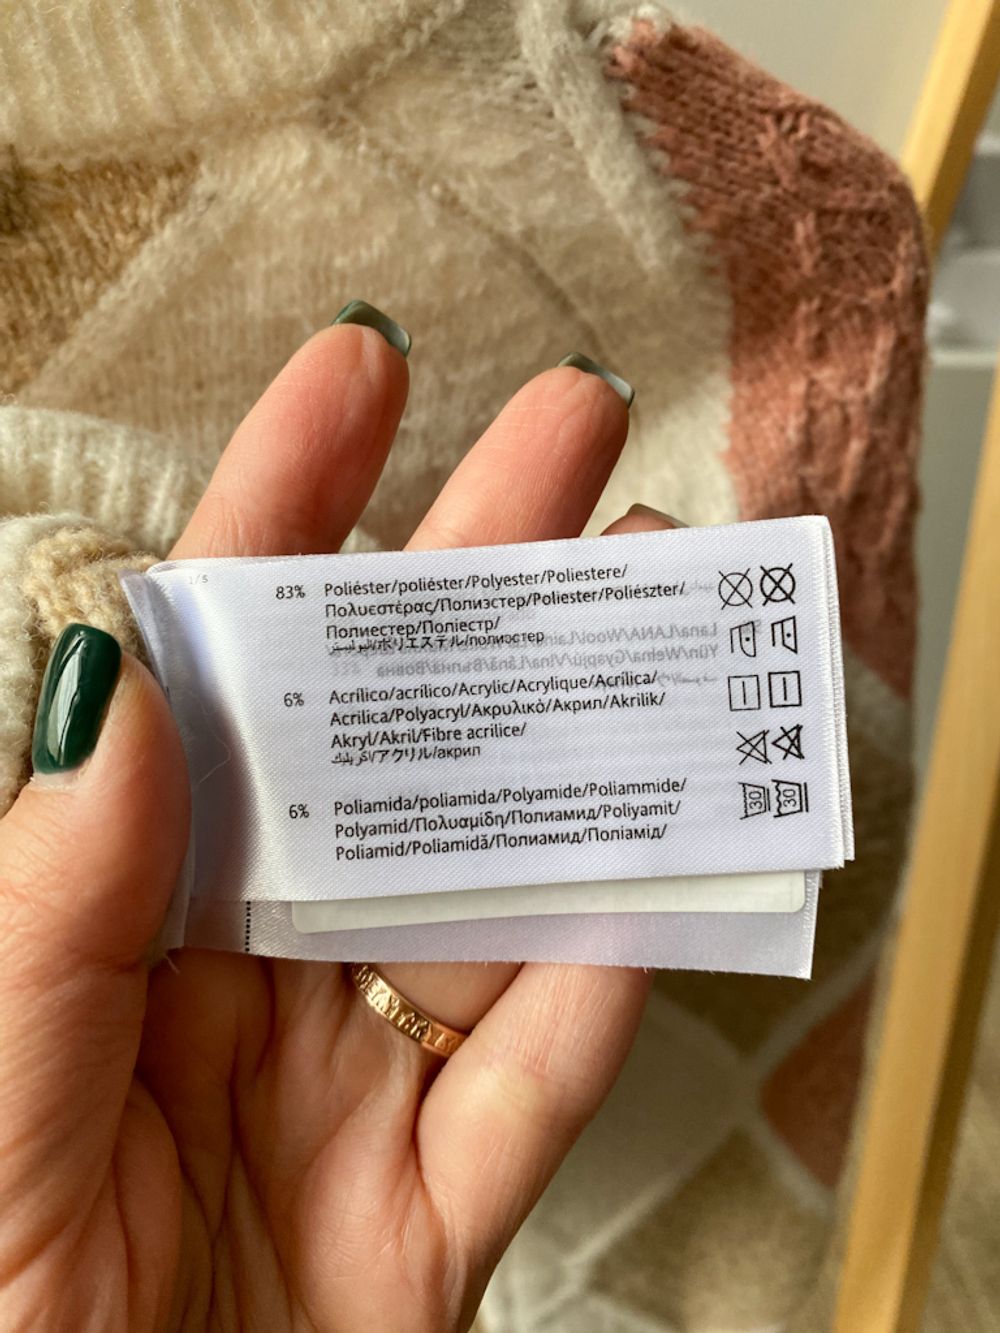 1/5
83% Poliéster/poliéster/Polyester/Poliestere/
Πολυεστέρας/Полиэстер/Poliester/Poliészter/
Полиестер/Поліестр/
البوليستر/ポリエステル/полиэстер
6% Acrílico/acrílico/Acrylic/Acrylique/Acrílica/
Acrilica/Polyacryl/Ακρυλικό/Акрил/Akrilik/
Akryl/Akril/Fibre acrilice/
اكريليك/アクリル/акрил
6% Poliamida/poliamida/Polyamide/Poliammide/
Polyamid/Πολυαμίδη/Полиамид/Poliyamit/
Poliamid/Poliamidă/Полиамид/Поліамід/
30 30